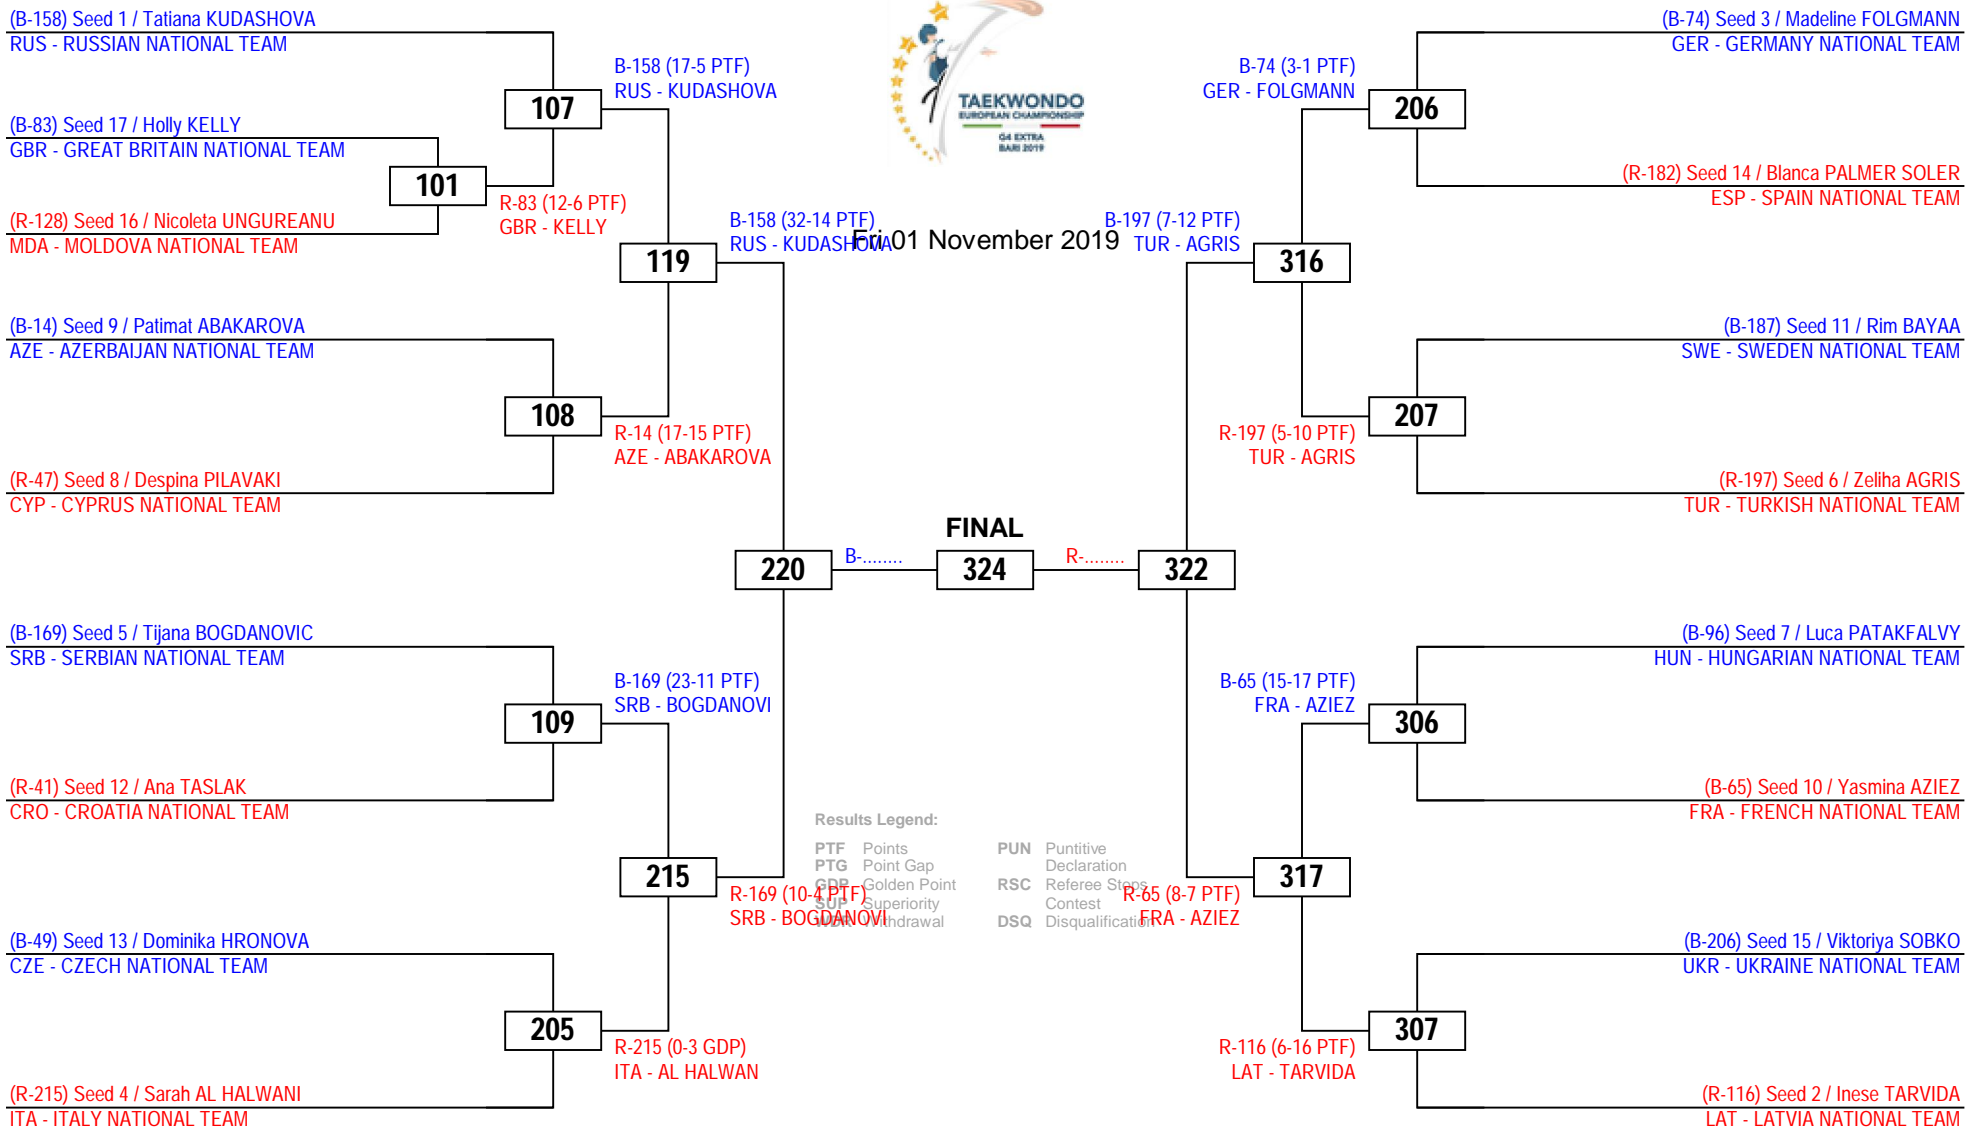 (B-158) Seed 1 / Tatiana KUDASHOVA
RUS - RUSSIAN NATIONAL TEAM
B-158 (17-5 PTF)
RUS - KUDASHOVA
107
(B-83) Seed 17 / Holly KELLY
GBR - GREAT BRITAIN NATIONAL TEAM
101
R-83 (12-6 PTF)
GBR - KELLY
(R-128) Seed 16 / Nicoleta UNGUREANU
MDA - MOLDOVA NATIONAL TEAM
B-158 (32-14 PTF)
RUS - KUDASHOVA
119
(B-14) Seed 9 / Patimat ABAKAROVA
AZE - AZERBAIJAN NATIONAL TEAM
108
R-14 (17-15 PTF)
AZE - ABAKAROVA
(R-47) Seed 8 / Despina PILAVAKI
CYP - CYPRUS NATIONAL TEAM
220
B-........
(B-169) Seed 5 / Tijana BOGDANOVIC
SRB - SERBIAN NATIONAL TEAM
B-169 (23-11 PTF)
SRB - BOGDANOVI
109
(R-41) Seed 12 / Ana TASLAK
CRO - CROATIA NATIONAL TEAM
215
R-169 (10-4 PTF)
SRB - BOGDANOVI
(B-49) Seed 13 / Dominika HRONOVA
CZE - CZECH NATIONAL TEAM
205
R-215 (0-3 GDP)
ITA - AL HALWAN
(R-215) Seed 4 / Sarah AL HALWANI
ITA - ITALY NATIONAL TEAM
TAEKWONDO
EUROPEAN CHAMPIONSHIP
G4 EXTRA
BARI 2019
Fri 01 November 2019
FINAL
324
Results Legend:
PTF Points
PTG Point Gap
GDP Golden Point
SUP Superiority
WDR Withdrawal
PUN Puntitive
Declaration
RSC Referee Stops
Contest
DSQ Disqualification
(B-74) Seed 3 / Madeline FOLGMANN
GER - GERMANY NATIONAL TEAM
B-74 (3-1 PTF)
GER - FOLGMANN
206
(R-182) Seed 14 / Blanca PALMER SOLER
ESP - SPAIN NATIONAL TEAM
B-197 (7-12 PTF)
TUR - AGRIS
316
(B-187) Seed 11 / Rim BAYAA
SWE - SWEDEN NATIONAL TEAM
207
R-197 (5-10 PTF)
TUR - AGRIS
(R-197) Seed 6 / Zeliha AGRIS
TUR - TURKISH NATIONAL TEAM
R-........
322
(B-96) Seed 7 / Luca PATAKFALVY
HUN - HUNGARIAN NATIONAL TEAM
B-65 (15-17 PTF)
FRA - AZIEZ
306
(B-65) Seed 10 / Yasmina AZIEZ
FRA - FRENCH NATIONAL TEAM
317
R-65 (8-7 PTF)
FRA - AZIEZ
(B-206) Seed 15 / Viktoriya SOBKO
UKR - UKRAINE NATIONAL TEAM
307
R-116 (6-16 PTF)
LAT - TARVIDA
(R-116) Seed 2 / Inese TARVIDA
LAT - LATVIA NATIONAL TEAM